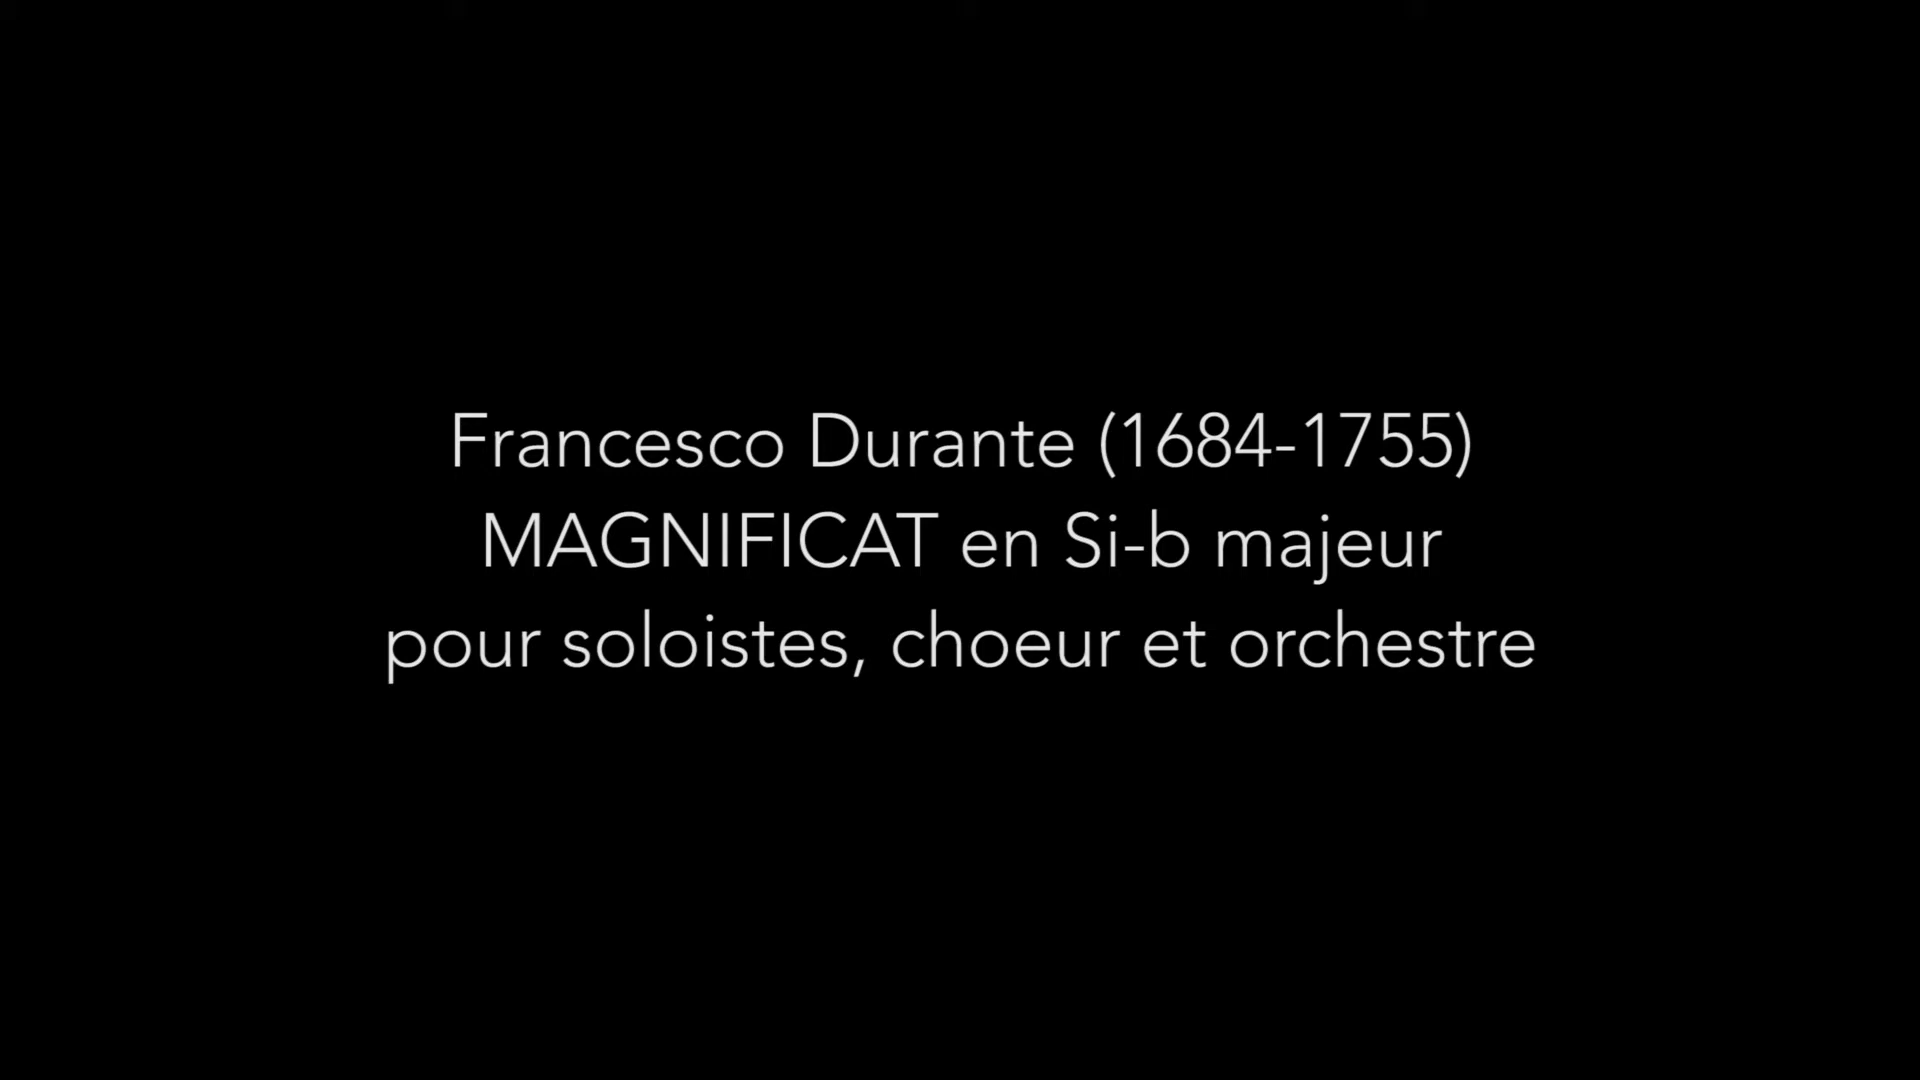 Francesco Durante (1684-1755)
MAGNIFICAT en Si-b majeur
pour soloistes, choeur et orchestre